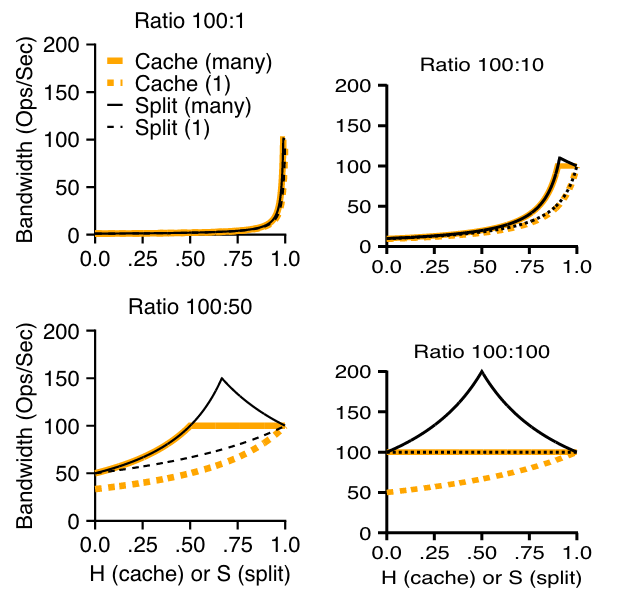 Ratio 100:1
Bandwidth (Ops/Sec)
200
150
100
50
0
0.0 .25 .50 .75 1.0
Cache (many)
Cache (1)
Split (many)
Split (1)
Ratio 100:10
200
150
100
50
0
0.0 .25 .50 .75 1.0
Ratio 100:50
Bandwidth (Ops/Sec)
200
150
100
50
0
0.0 .25 .50 .75 1.0
H (cache) or S (split)
Ratio 100:100
200
150
100
50
0
0.0 .25 .50 .75 1.0
H (cache) or S (split)